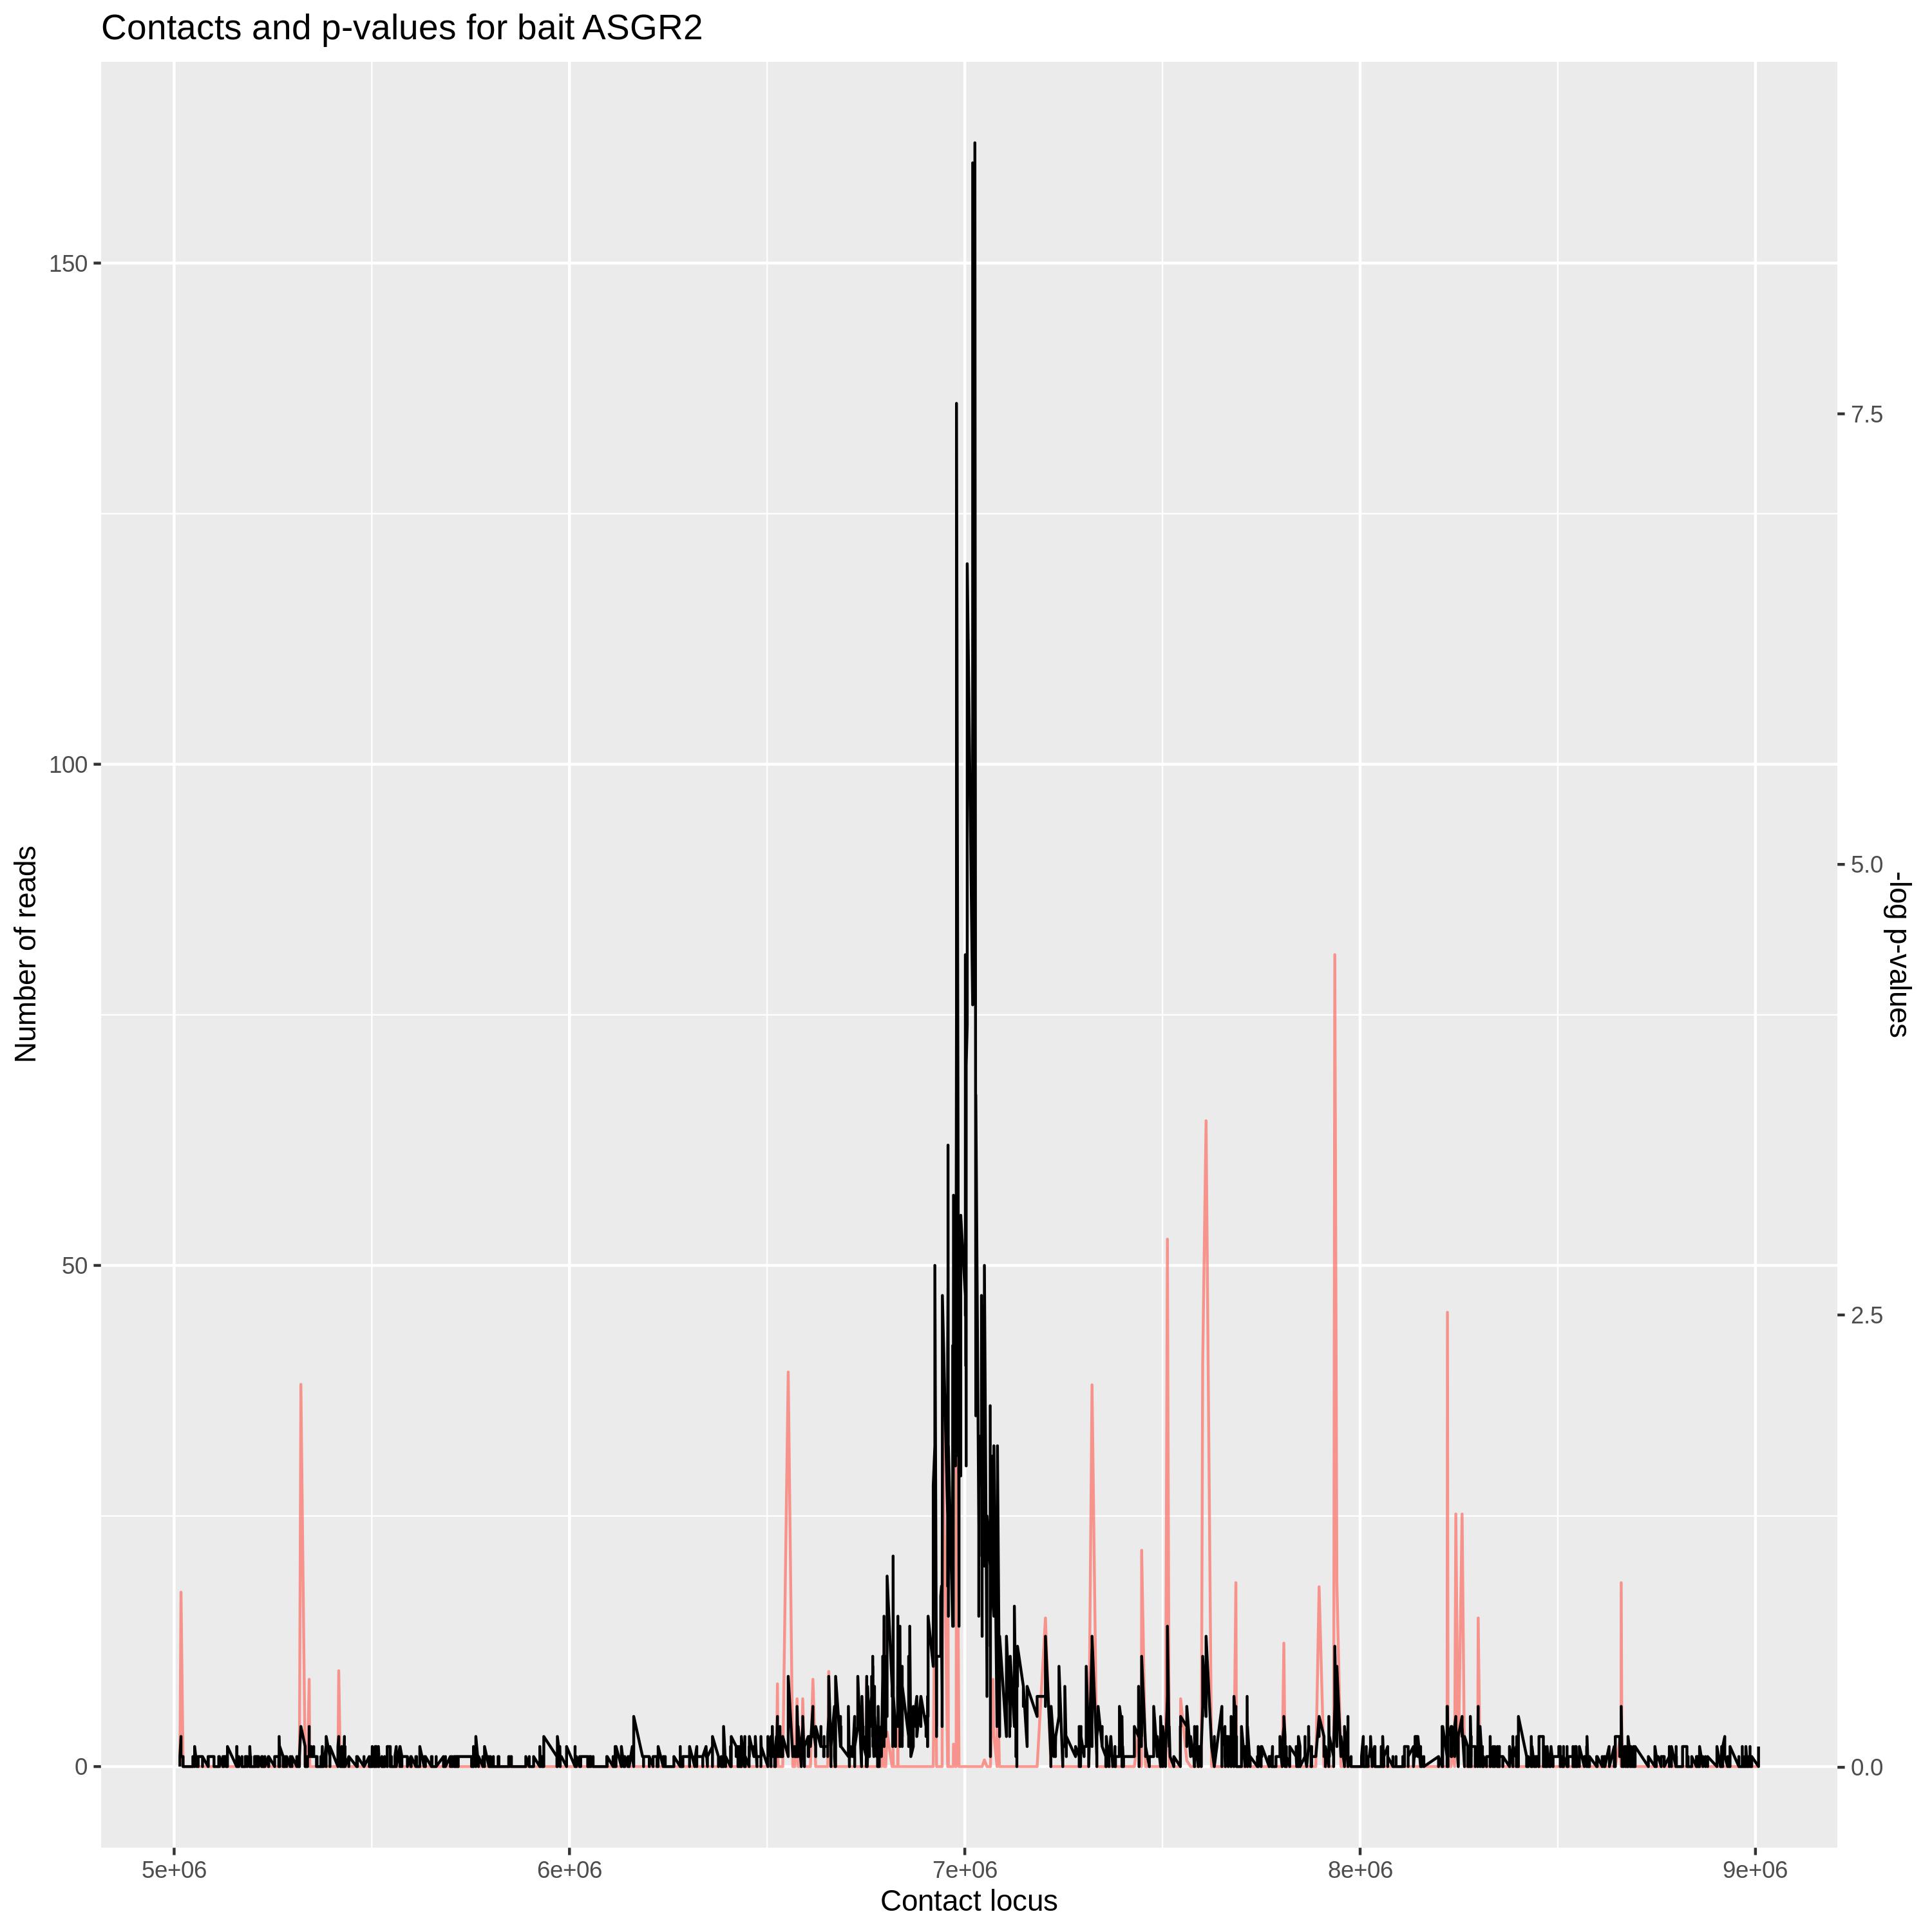 Contacts and p-values for bait ASGR2
150
100
50
0
Number of reads
7.5
5.0
2.5
0.0
-log p-values
5e+06
6e+06
7e+06
8e+06
9e+06
Contact locus